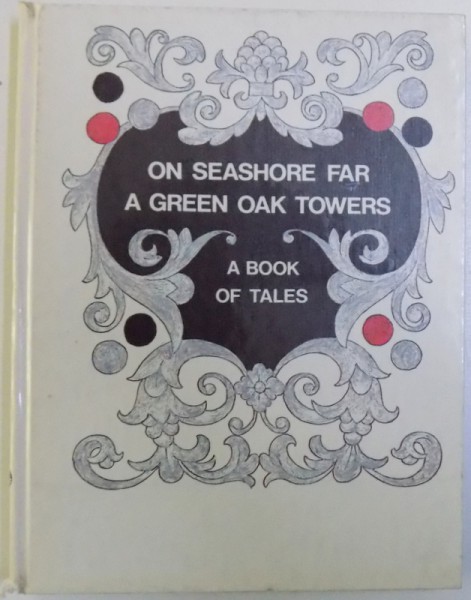 ON SEASHORE FAR
A GREEN OAK TOWERS
A BOOK
OF TALES